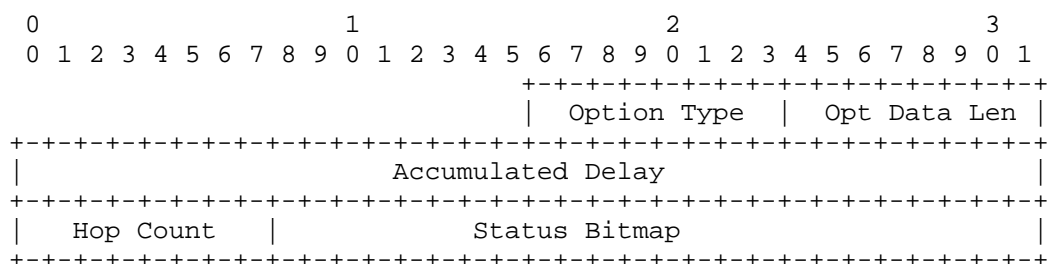 0                   1                   2                   3
 0 1 2 3 4 5 6 7 8 9 0 1 2 3 4 5 6 7 8 9 0 1 2 3 4 5 6 7 8 9 0 1
                                +-+-+-+-+-+-+-+-+-+-+-+-+-+-+-+-+
                                |  Option Type  |  Opt Data Len |
+-+-+-+-+-+-+-+-+-+-+-+-+-+-+-+-+-+-+-+-+-+-+-+-+-+-+-+-+-+-+-+-+
|                       Accumulated Delay                       |
+-+-+-+-+-+-+-+-+-+-+-+-+-+-+-+-+-+-+-+-+-+-+-+-+-+-+-+-+-+-+-+-+
|   Hop Count   |            Status Bitmap                      |
+-+-+-+-+-+-+-+-+-+-+-+-+-+-+-+-+-+-+-+-+-+-+-+-+-+-+-+-+-+-+-+-+